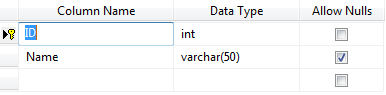 Column Name Data Type Allow Nulls
ID int
Name varchar(50)